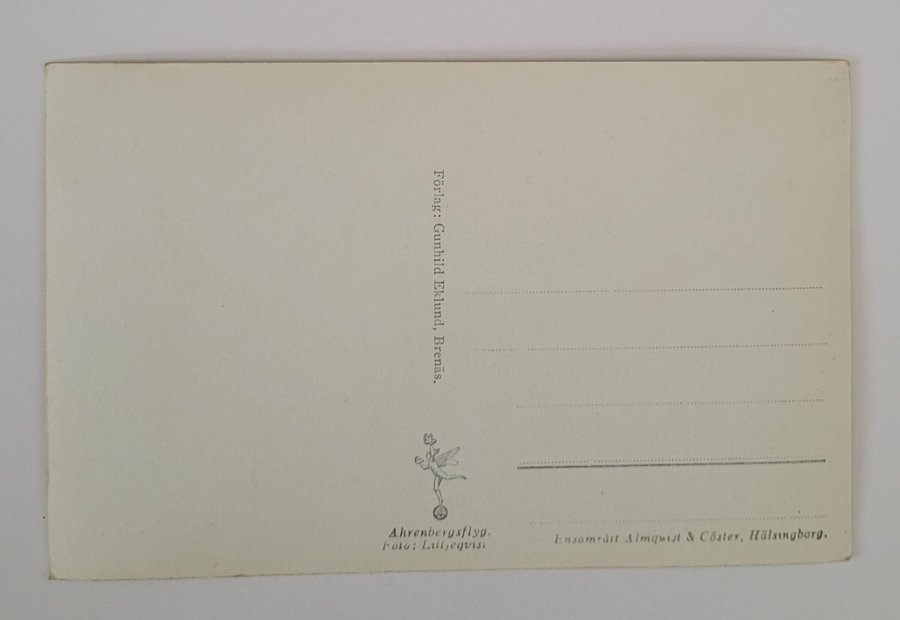 Förlag: Gunhild Eklund, Brenäs.
Ahrenbergsflyg.
Foto: Lilljeqvist
Ensamrätt Almquist & Cöster, Hälsingborg.